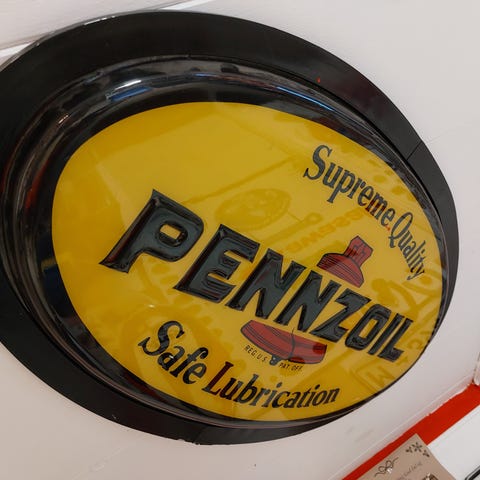 Supreme Quality
PENNZOIL
REG U.S. PAT. OFF.
Safe Lubrication